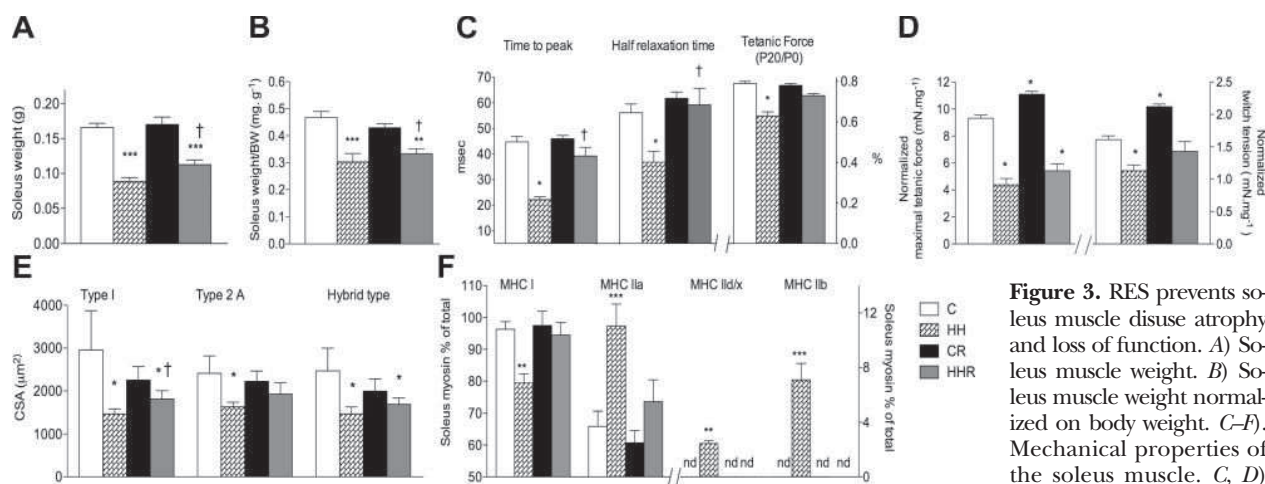 A
Soleus weight (g)
0.20
0.15
0.10
0.05
0.00
***
†
***
B
Soleus weight/BW (mg. g⁻¹)
0.6
0.5
0.4
0.3
0.2
0.1
0.0
***
†
**
C
Time to peak
Half relaxation time
Tetanic Force
(P20/P0)
msec
70
60
50
40
30
20
10
*
†
*
†
*
0.8
0.6
0.4
0.2
0.0
%
D
Normalized
maximal tetanic force (mN.mg⁻¹)
12
10
8
6
4
2
0
*
*
*
*
*
2.5
2.0
1.5
1.0
0.5
0.0
Normalized
twitch tension (mN.mg⁻¹)
E
Type I
Type 2 A
Hybrid type
CSA (µm²)
4000
3000
2000
1000
0
*
* †
*
*
*
F
MHC I
MHC IIa
MHC IId/x
MHC IIb
Soleus myosin % of total
110
100
90
80
70
60
50
**
***
nd
**
nd nd
nd
***
nd
nd
12
8
4
0
Soleus myosin % of total
C
HH
CR
HHR
Figure 3. RES prevents so-
leus muscle disuse atrophy
and loss of function. A) So-
leus muscle weight. B) So-
leus muscle weight normal-
ized on body weight. C–F).
Mechanical properties of
the soleus muscle. C, D)